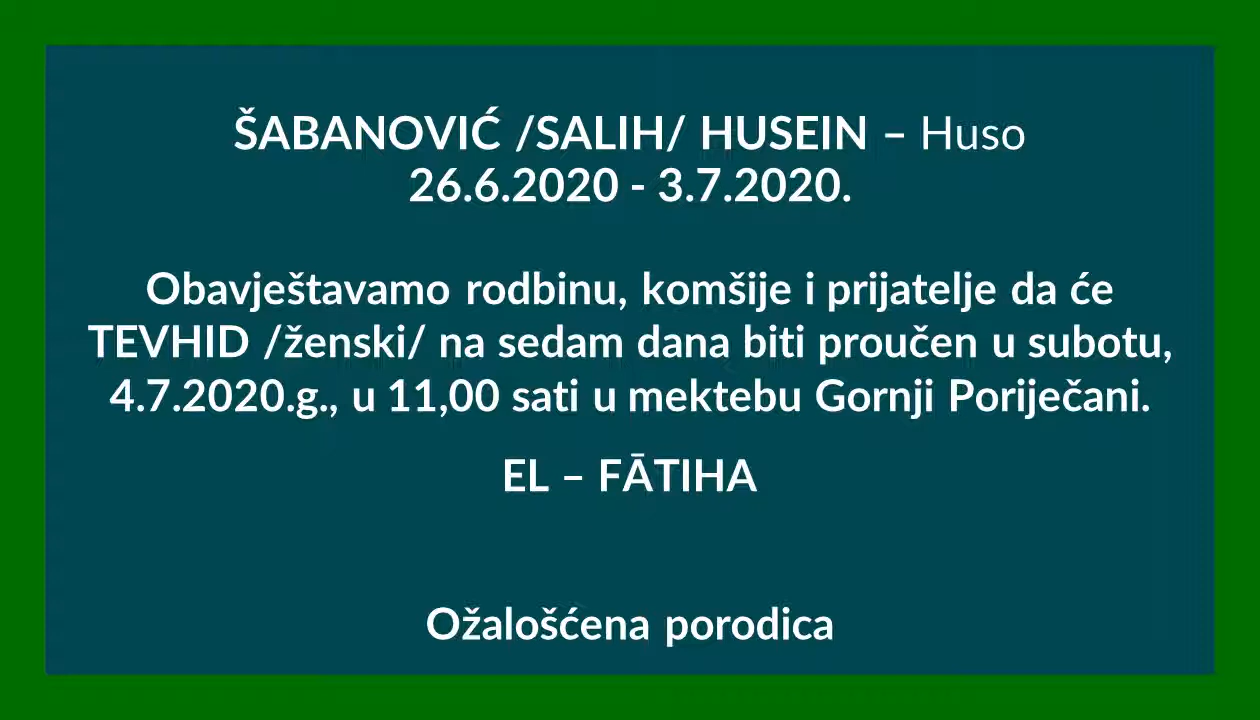 ŠABANOVIĆ /SALIH/ HUSEIN – Huso
26.6.2020 - 3.7.2020.
Obavještavamo rodbinu, komšije i prijatelje da će
TEVHID /ženski/ na sedam dana biti proučen u subotu,
4.7.2020.g., u 11,00 sati u mektebu Gornji Poriječani.
EL – FĀTIHA
Ožalošćena porodica